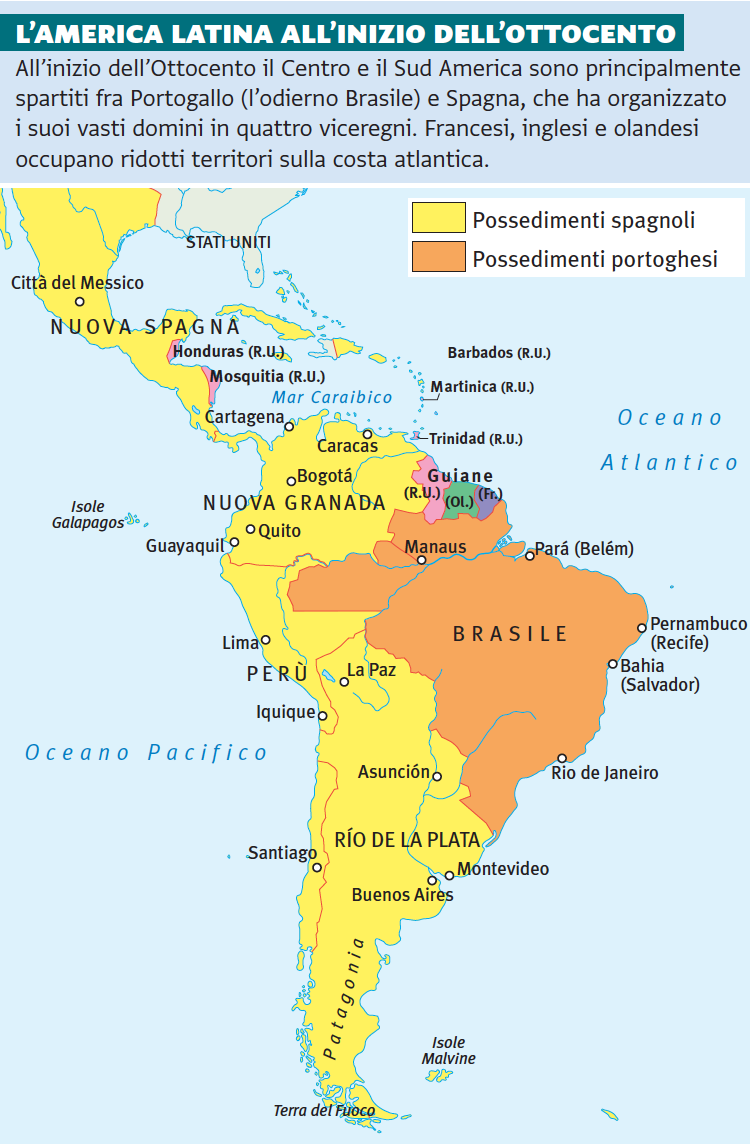 L'AMERICA LATINA ALL'INIZIO DELL'OTTOCENTO
All'inizio dell'Ottocento il Centro e il Sud America sono principalmente
spartiti fra Portogallo (l'odierno Brasile) e Spagna, che ha organizzato
i suoi vasti domini in quattro viceregni. Francesi, inglesi e olandesi
occupano ridotti territori sulla costa atlantica.
Possedimenti spagnoli
Possedimenti portoghesi
STATI UNITI
Città del Messico
NUOVA SPAGNA
Honduras (R.U.)
Barbados (R.U.)
Mosquitia (R.U.)
Martinica (R.U.)
Mar Caraibico
Cartagena
Oceano
Atlantico
Trinidad (R.U.)
Caracas
Bogotá
Guiane
(R.U.)
(Ol.)
(Fr.)
NUOVA GRANADA
Isole
Galapagos
Quito
Guayaquil
Manaus
Pará (Belém)
BRASILE
Pernambuco
(Recife)
Lima
PERÙ
La Paz
Bahia
(Salvador)
Iquique
Oceano Pacifico
Asunción
Rio de Janeiro
RÍO DE LA PLATA
Santiago
Montevideo
Buenos Aires
Patagonia
Isole
Malvine
Terra del Fuoco